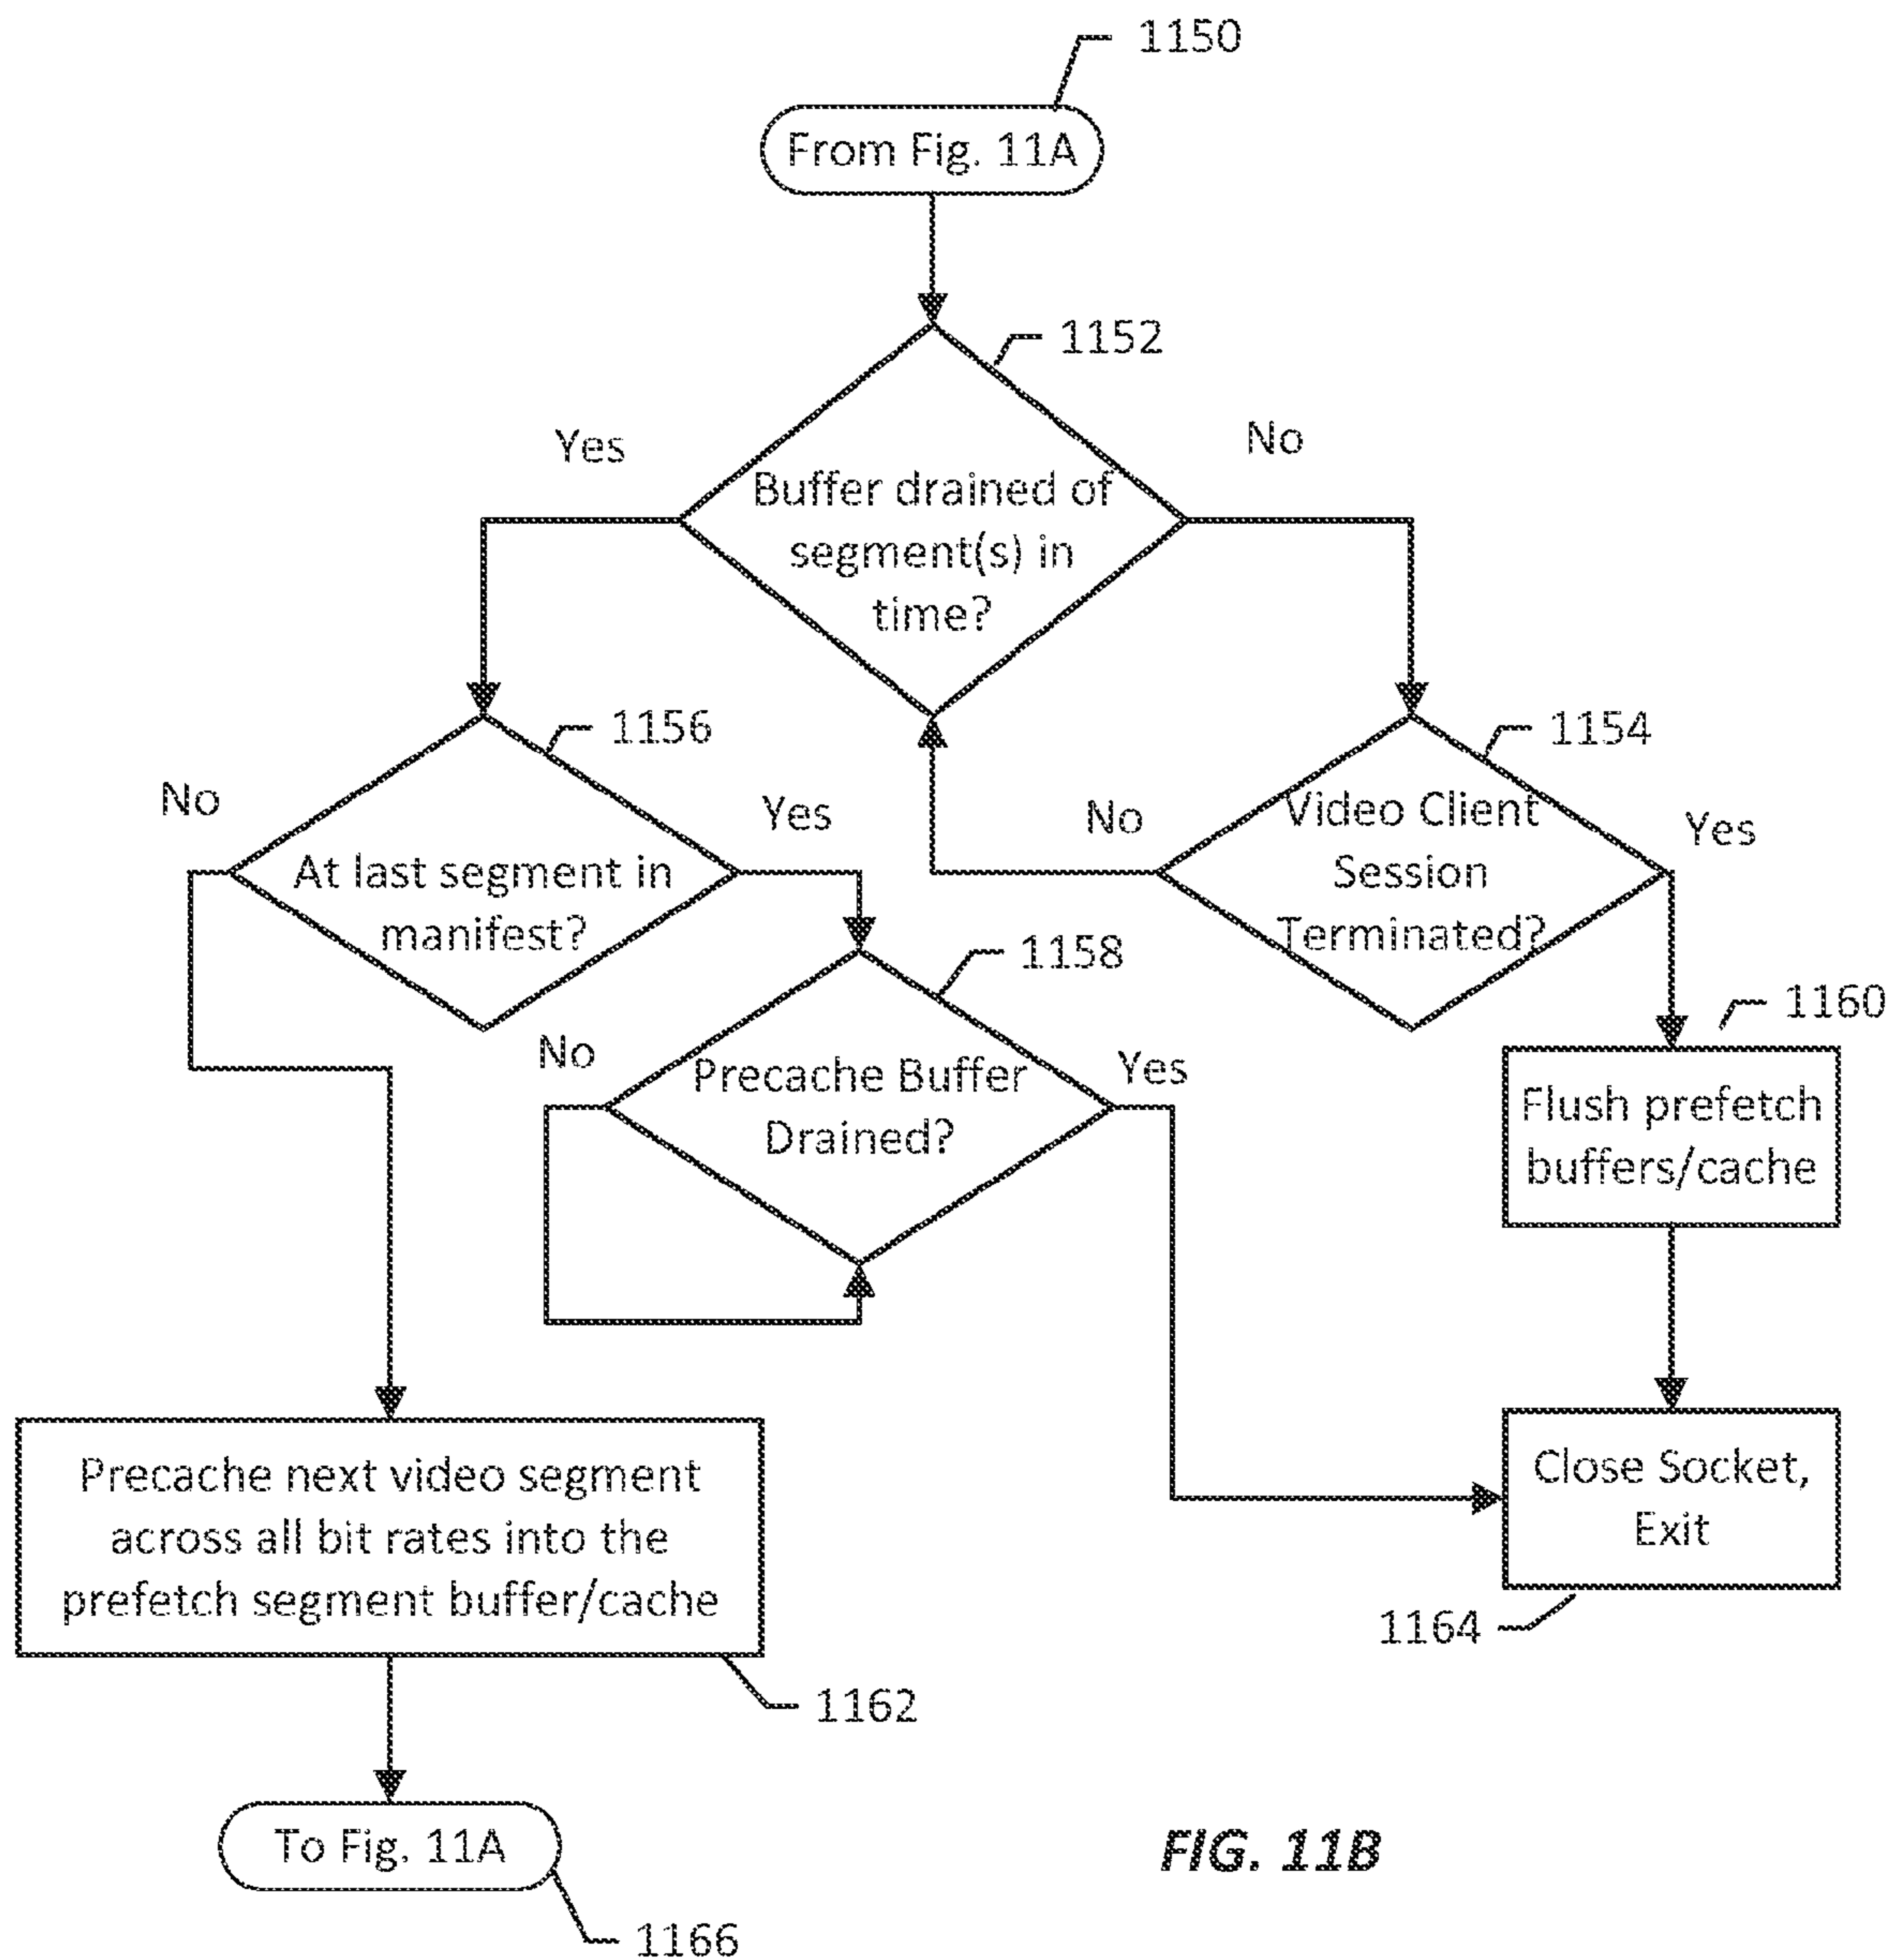 1150
From Fig. 11A
1152
Yes
No
Buffer drained of
segment(s) in
time?
1156
1154
No
Yes
No
Video Client
Session
Terminated?
Yes
At last segment in
manifest?
1158
1160
No
Precache Buffer
Drained?
Yes
Flush prefetch
buffers/cache
Precache next video segment
across all bit rates into the
prefetch segment buffer/cache
Close Socket,
Exit
1164
1162
To Fig. 11A
FIG. 11B
1166